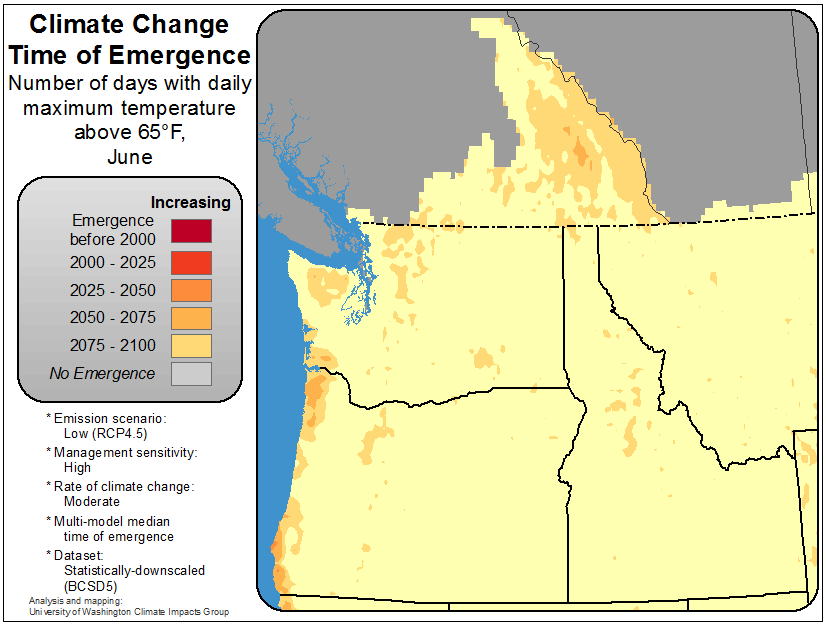 Climate Change
Time of Emergence
Number of days with daily
maximum temperature
above 65°F,
June
Increasing
Emergence
before 2000
2000 - 2025
2025 - 2050
2050 - 2075
2075 - 2100
No Emergence
* Emission scenario:
Low (RCP4.5)
* Management sensitivity:
High
* Rate of climate change:
Moderate
* Multi-model median
time of emergence
* Dataset:
Statistically-downscaled
(BCSD5)
Analysis and mapping:
University of Washington Climate Impacts Group